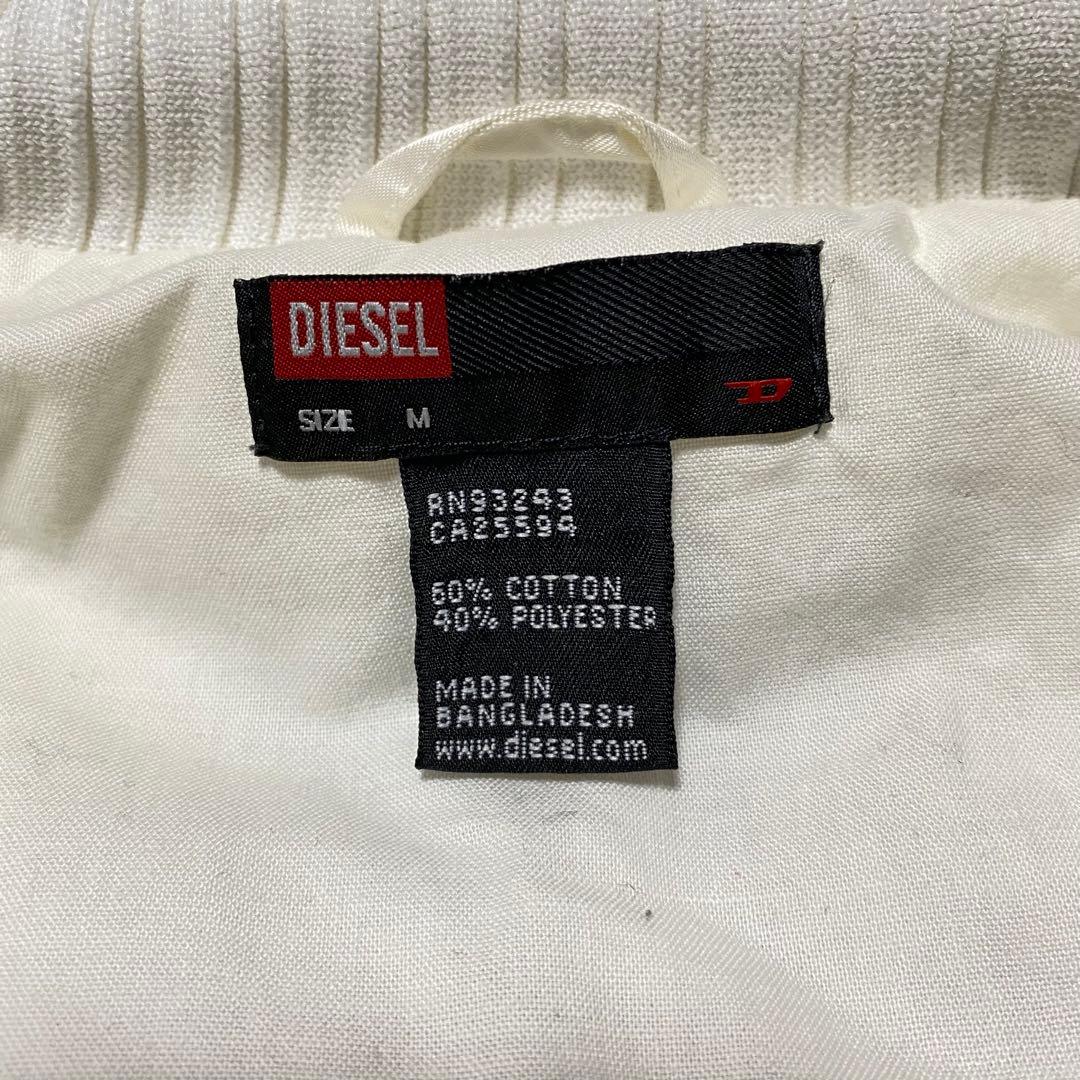 DIESEL
SIZE M
D
RN93243
CA25594
60% COTTON
40% POLYESTER
MADE IN
BANGLADESH
www.diesel.com